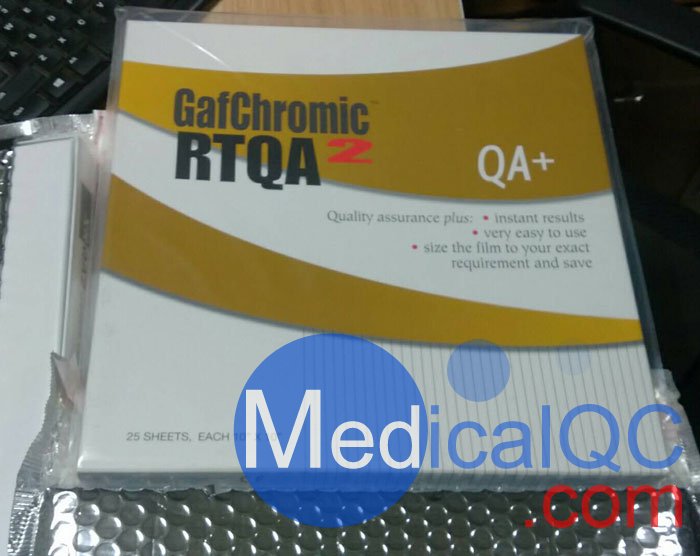 GafChromic™
RTQA2
QA+
Quality assurance plus: • instant results
• very easy to use
• size the film to your exact
requirement and save
25 SHEETS, EACH 10" X
MedicalQC
.com